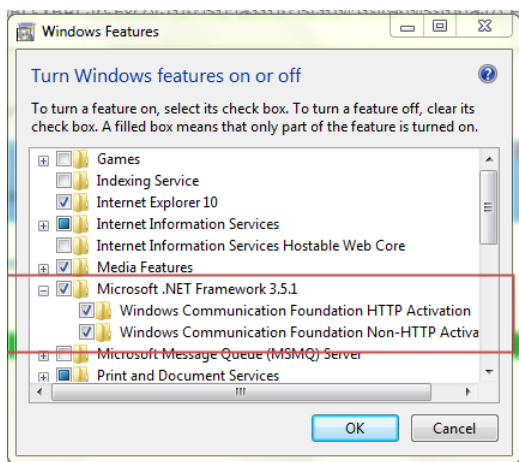 Windows Features
Turn Windows features on or off
To turn a feature on, select its check box. To turn a feature off, clear its
check box. A filled box means that only part of the feature is turned on.
Games
Indexing Service
Internet Explorer 10
Internet Information Services
Internet Information Services Hostable Web Core
Media Features
Microsoft .NET Framework 3.5.1
Windows Communication Foundation HTTP Activation
Windows Communication Foundation Non-HTTP Activa
Microsoft Message Queue (MSMQ) Server
Print and Document Services
OK Cancel